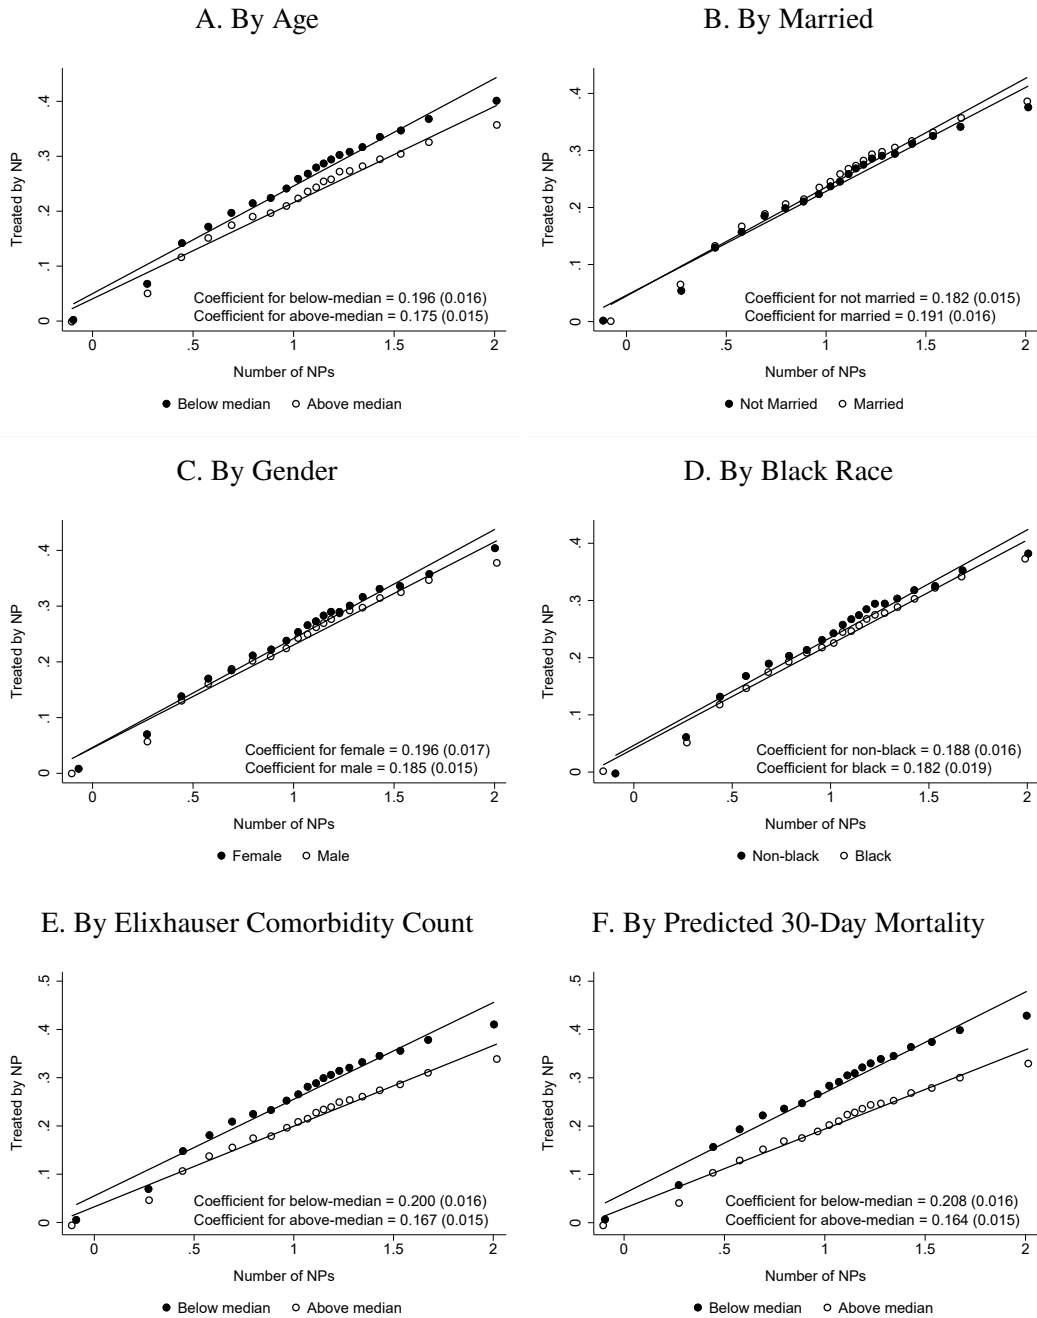 A. By Age
Treated by NP
.4
.3
.2
.1
0
Coefficient for below-median = 0.196 (0.016)
Coefficient for above-median = 0.175 (0.015)
0 .5 1 1.5 2
Number of NPs
Below median Above median
B. By Married
Treated by NP
.4
.3
.2
.1
0
Coefficient for not married = 0.182 (0.015)
Coefficient for married = 0.191 (0.016)
0 .5 1 1.5 2
Number of NPs
Not Married Married
C. By Gender
Treated by NP
.4
.3
.2
.1
0
Coefficient for female = 0.196 (0.017)
Coefficient for male = 0.185 (0.015)
0 .5 1 1.5 2
Number of NPs
Female Male
D. By Black Race
Treated by NP
.4
.3
.2
.1
0
Coefficient for non-black = 0.188 (0.016)
Coefficient for black = 0.182 (0.019)
0 .5 1 1.5 2
Number of NPs
Non-black Black
E. By Elixhauser Comorbidity Count
Treated by NP
.5
.4
.3
.2
.1
0
Coefficient for below-median = 0.200 (0.016)
Coefficient for above-median = 0.167 (0.015)
0 .5 1 1.5 2
Number of NPs
Below median Above median
F. By Predicted 30-Day Mortality
Treated by NP
.5
.4
.3
.2
.1
0
Coefficient for below-median = 0.208 (0.016)
Coefficient for above-median = 0.164 (0.015)
0 .5 1 1.5 2
Number of NPs
Below median Above median